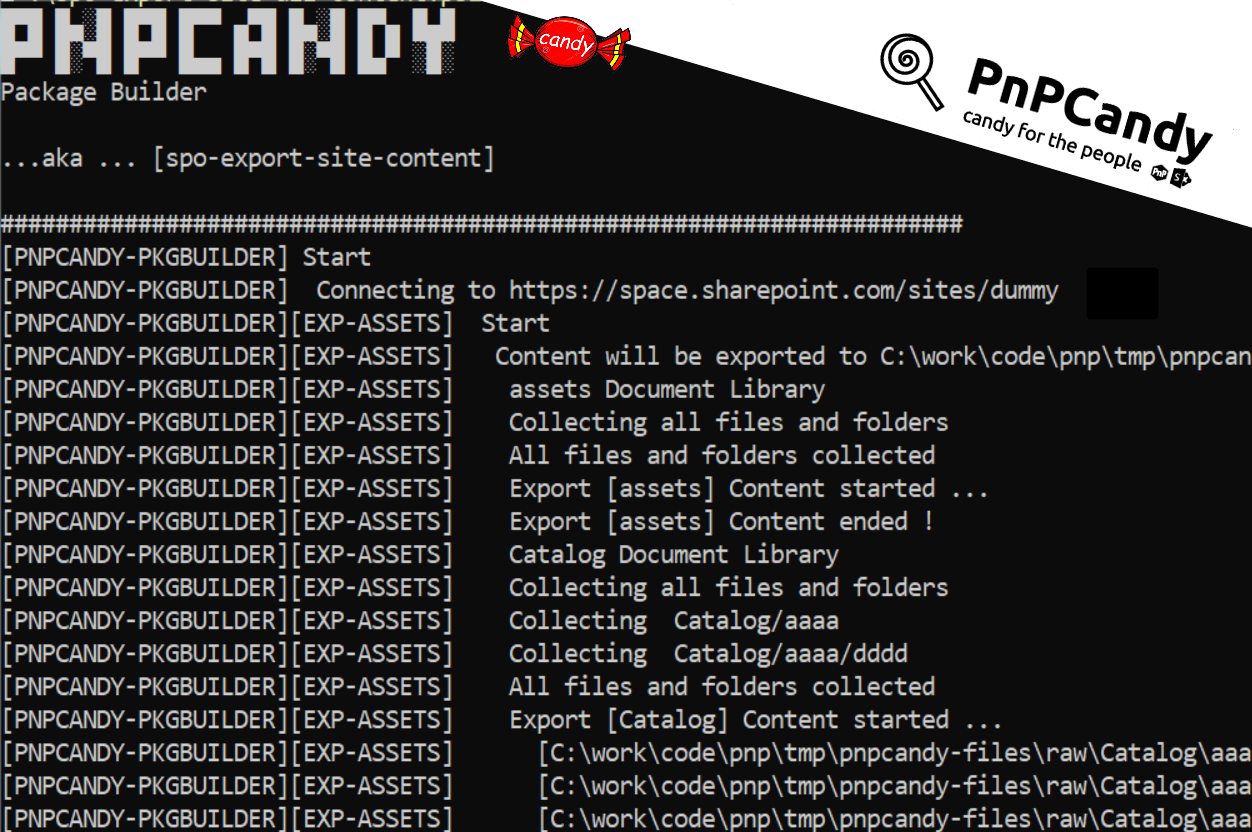 PNPCANDY
candy
PnPCandy
candy for the people
PnP S
Package Builder
...aka ... [spo-export-site-content]
######################################################################
[PNPCANDY-PKGBUILDER] Start
[PNPCANDY-PKGBUILDER]  Connecting to https://space.sharepoint.com/sites/dummy
[PNPCANDY-PKGBUILDER][EXP-ASSETS]  Start
[PNPCANDY-PKGBUILDER][EXP-ASSETS]   Content will be exported to C:\work\code\pnp\tmp\pnpcan
[PNPCANDY-PKGBUILDER][EXP-ASSETS]    assets Document Library
[PNPCANDY-PKGBUILDER][EXP-ASSETS]    Collecting all files and folders
[PNPCANDY-PKGBUILDER][EXP-ASSETS]    All files and folders collected
[PNPCANDY-PKGBUILDER][EXP-ASSETS]    Export [assets] Content started ...
[PNPCANDY-PKGBUILDER][EXP-ASSETS]    Export [assets] Content ended !
[PNPCANDY-PKGBUILDER][EXP-ASSETS]    Catalog Document Library
[PNPCANDY-PKGBUILDER][EXP-ASSETS]    Collecting all files and folders
[PNPCANDY-PKGBUILDER][EXP-ASSETS]    Collecting  Catalog/aaaa
[PNPCANDY-PKGBUILDER][EXP-ASSETS]    Collecting  Catalog/aaaa/dddd
[PNPCANDY-PKGBUILDER][EXP-ASSETS]    All files and folders collected
[PNPCANDY-PKGBUILDER][EXP-ASSETS]    Export [Catalog] Content started ...
[PNPCANDY-PKGBUILDER][EXP-ASSETS]      [C:\work\code\pnp\tmp\pnpcandy-files\raw\Catalog\aaa
[PNPCANDY-PKGBUILDER][EXP-ASSETS]      [C:\work\code\pnp\tmp\pnpcandy-files\raw\Catalog\aaa
[PNPCANDY-PKGBUILDER][EXP-ASSETS]      [C:\work\code\pnp\tmp\pnpcandy-files\raw\Catalog\aaa